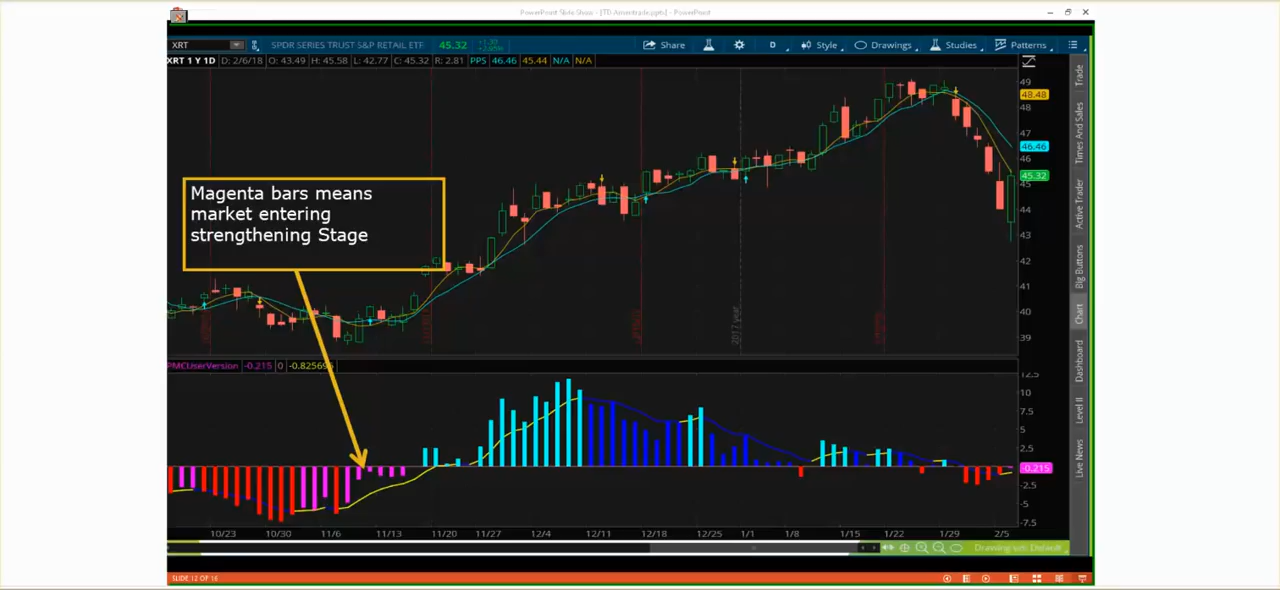 PowerPoint Slide Show - [TD-Ameritrade.pptx] - PowerPoint
XRT
SPDR SERIES TRUST S&P RETAIL ETF
45.32
Share
D
Style
Drawings
Studies
Patterns
XRT 1 Y 1D
D: 2/6/18
O: 43.49
H: 45.58
L: 42.77
C: 45.32
R: 2.81
PPS
46.46
45.44
N/A
N/A
49
48.48
48
47
46.46
46
45.32
45
44
43
42
41
40
39
Magenta bars means
market entering
strengthening Stage
2017 year
PMCUserVersion
-0.215
0
12.5
10
7.5
5
2.5
-0.215
-2.5
-5
-7.5
10/23
10/30
11/6
11/13
11/20
11/27
12/4
12/11
12/18
12/25
1/1
1/8
1/15
1/22
1/29
2/5
Drawing set: Default
Trade
Times And Sales
Active Trader
Big Buttons
Chart
Dashboard
Level II
Live News
SLIDE 12 OF 16